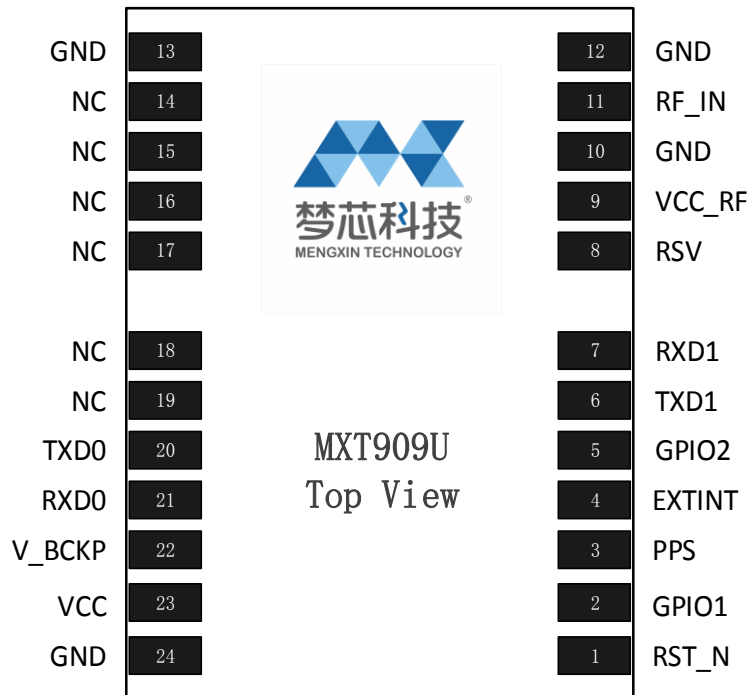 GND 13 12 GND
NC 14 11 RF_IN
NC 15 10 GND
NC 16 9 VCC_RF
NC 17 8 RSV
梦芯科技®
MENGXIN TECHNOLOGY
NC 18 7 RXD1
NC 19 6 TXD1
TXD0 20 5 GPIO2
RXD0 21 4 EXTINT
V_BCKP 22 3 PPS
VCC 23 2 GPIO1
GND 24 1 RST_N
MXT909U
Top View